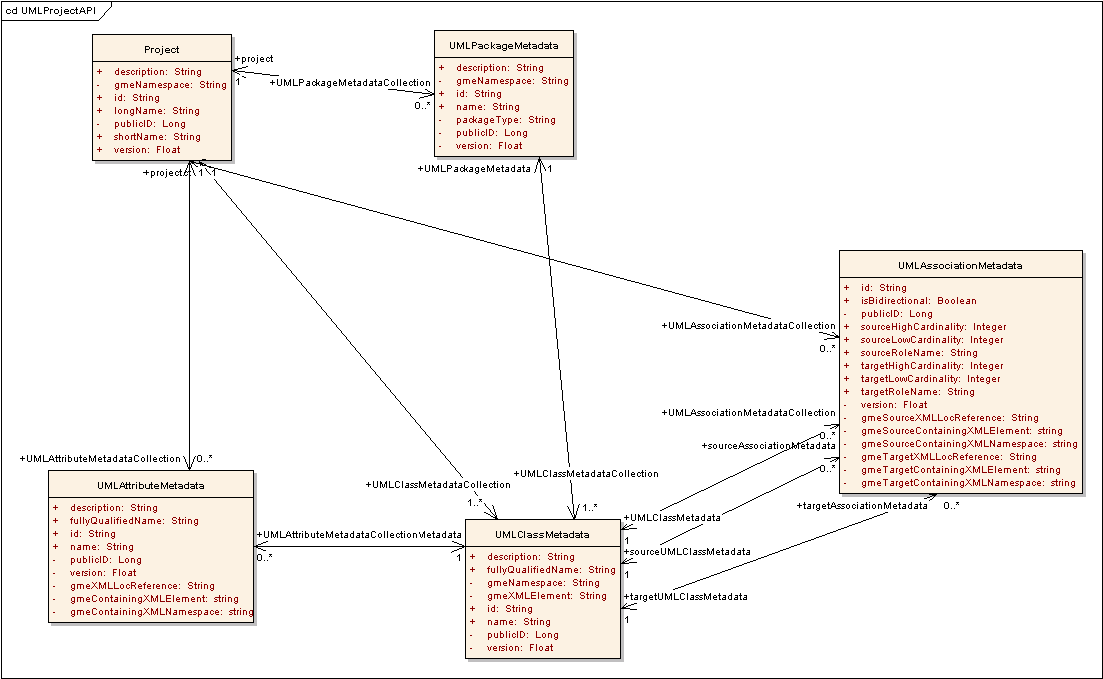 cd UMLProjectAPI
Project
+ description: String
- gmeNamespace: String
+ id: String
+ longName: String
- publicID: Long
+ shortName: String
+ version: Float
UMLPackageMetadata
+ description: String
- gmeNamespace: String
+ id: String
+ name: String
- packageType: String
- publicID: Long
- version: Float
+project
1
+UMLPackageMetadataCollection
0..*
+project
1
1
+UMLPackageMetadata
1
UMLAssociationMetadata
+ id: String
+ isBidirectional: Boolean
- publicID: Long
+ sourceHighCardinality: Integer
+ sourceLowCardinality: Integer
+ sourceRoleName: String
+ targetHighCardinality: Integer
+ targetLowCardinality: Integer
+ targetRoleName: String
- version: Float
- gmeSourceXMLLocReference: String
- gmeSourceContainingXMLElement: string
- gmeSourceContainingXMLNamespace: string
- gmeTargetXMLLocReference: String
- gmeTargetContainingXMLElement: string
- gmeTargetContainingXMLNamespace: string
+UMLAssociationMetadataCollection
0..*
+UMLAssociationMetadataCollection
0..*
+sourceAssociationMetadata
0..*
+targetAssociationMetadata
0..*
+UMLAttributeMetadataCollection
0..*
+UMLClassMetadataCollection
1..*
+UMLClassMetadataCollection
1..*
UMLAttributeMetadata
+ description: String
+ fullyQualifiedName: String
+ id: String
+ name: String
- publicID: Long
- version: Float
- gmeXMLLocReference: String
- gmeContainingXMLElement: string
- gmeContainingXMLNamespace: string
+UMLAttributeMetadataCollection
0..*
Metadata
1
UMLClassMetadata
+ description: String
+ fullyQualifiedName: String
- gmeNamespace: String
- gmeXMLElement: String
+ id: String
+ name: String
- publicID: Long
- version: Float
+UMLClassMetadata
1
+sourceUMLClassMetadata
1
+targetUMLClassMetadata
1